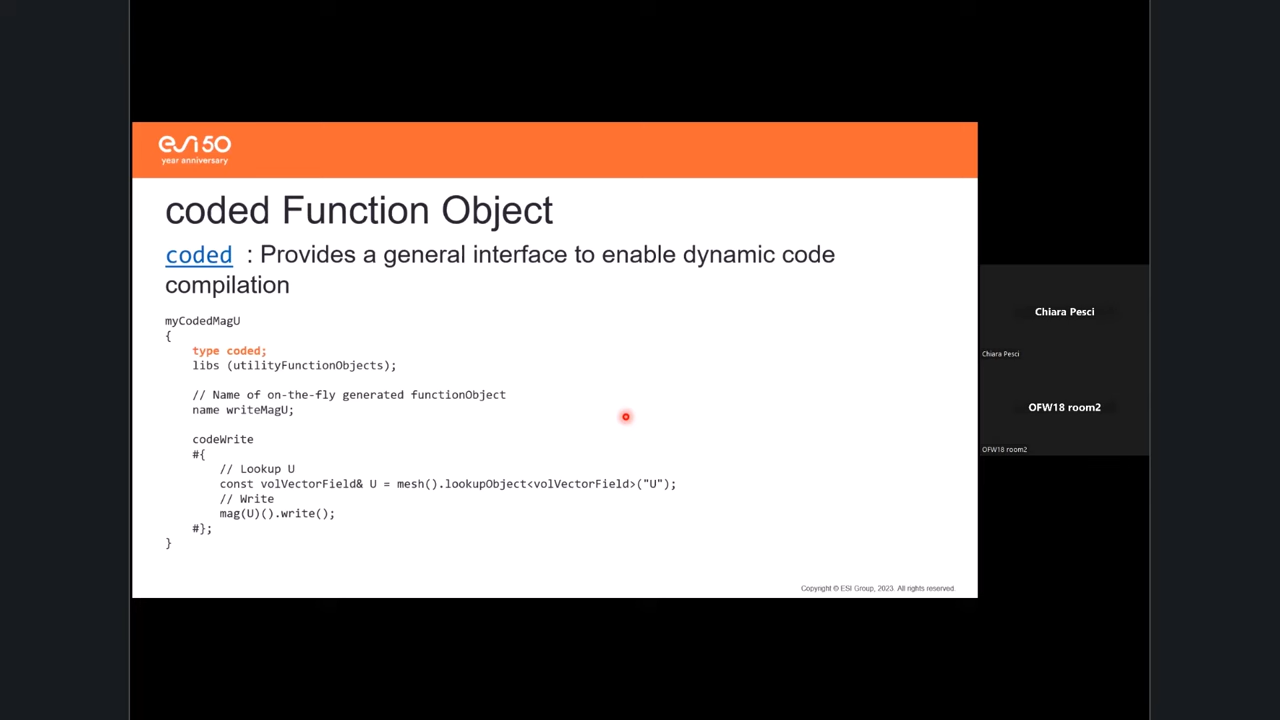 esi 50
year anniversary
coded Function Object
coded : Provides a general interface to enable dynamic code
compilation
myCodedMagU
{
type coded;
libs (utilityFunctionObjects);
// Name of on-the-fly generated functionObject
name writeMagU;
codeWrite
#{
// Lookup U
const volVectorField& U = mesh().lookupObject<volVectorField>("U");
// Write
mag(U)().write();
#};
}
Copyright © ESI Group, 2023. All rights reserved.
Chiara Pesci
Chiara Pesci
OFW18 room2
OFW18 room2